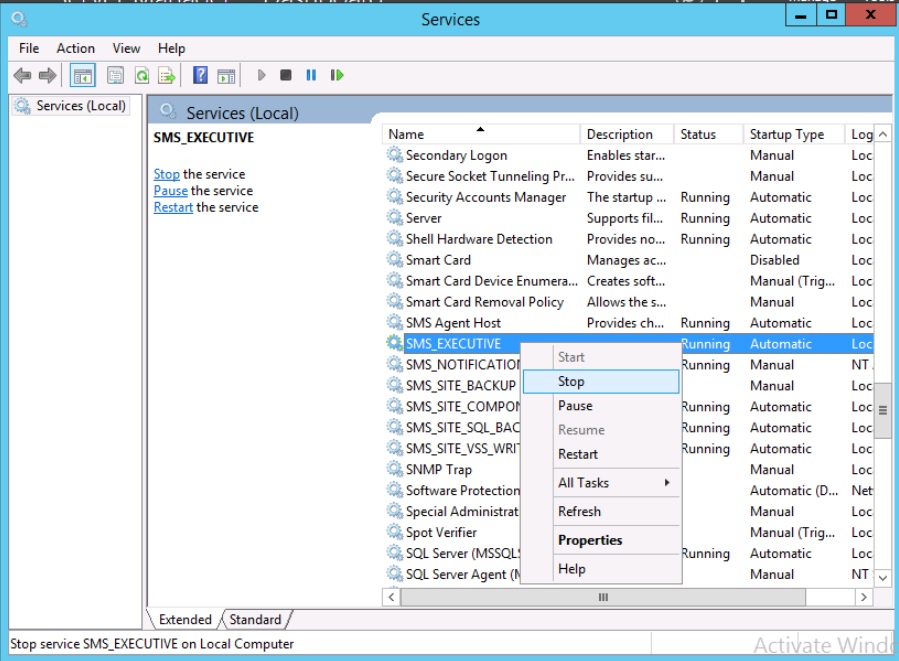 Services
File Action View Help
Services (Local)
Services (Local)
SMS_EXECUTIVE
Stop the service
Pause the service
Restart the service
Name Description Status Startup Type Log
Secondary Logon Enables star... Manual Loc
Secure Socket Tunneling Pr... Provides su... Manual Loc
Security Accounts Manager The startup ... Running Automatic Loc
Server Supports fil... Running Automatic Loc
Shell Hardware Detection Provides no... Running Automatic Loc
Smart Card Manages ac... Disabled Loc
Smart Card Device Enumera... Creates soft... Manual (Trig... Loc
Smart Card Removal Policy Allows the s... Manual Loc
SMS Agent Host Provides ch... Running Automatic Loc
SMS_EXECUTIVE Running Automatic Loc
SMS_NOTIFICATION Running Automatic NT
SMS_SITE_BACKUP Manual Loc
SMS_SITE_COMPON Running Automatic Loc
SMS_SITE_SQL_BAC Running Automatic Loc
SMS_SITE_VSS_WRIT Running Automatic Loc
SNMP Trap Manual Loc
Software Protection Automatic (D... Net
Special Administrat Manual Loc
Spot Verifier Manual (Trig... Loc
SQL Server (MSSQLS Running Automatic Loc
SQL Server Agent (M Manual NT
Start
Stop
Pause
Resume
Restart
All Tasks
Refresh
Properties
Help
Extended Standard
Stop service SMS_EXECUTIVE on Local Computer
Activate Windo